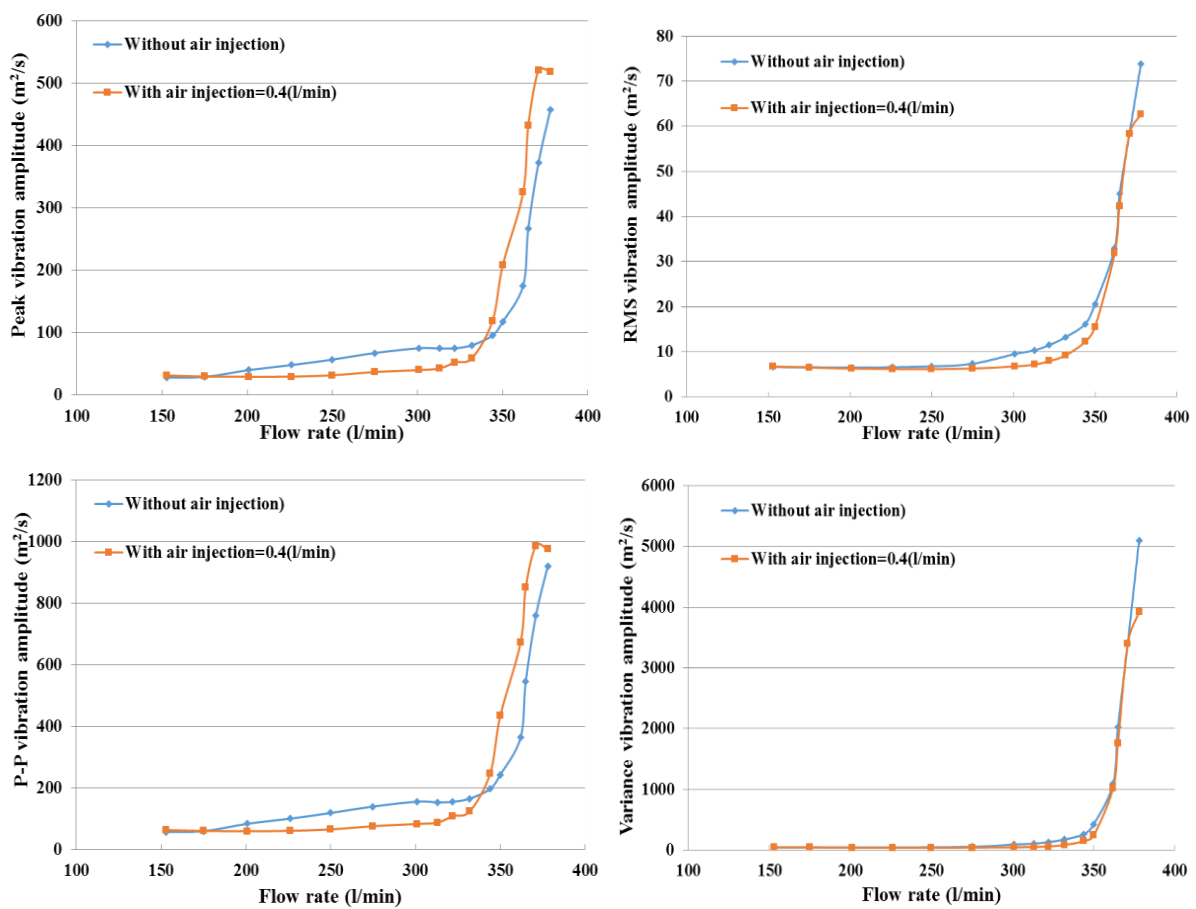 600
500
400
300
200
100
0
100 150 200 250 300 350 400
Peak vibration amplitude (m²/s)
Flow rate (l/min)
Without air injection)
With air injection=0.4(l/min)
80
70
60
50
40
30
20
10
0
100 150 200 250 300 350 400
RMS vibration amplitude (m²/s)
Flow rate (l/min)
Without air injection)
With air injection=0.4(l/min)
1200
1000
800
600
400
200
0
100 150 200 250 300 350 400
P-P vibration amplitude (m²/s)
Flow rate (l/min)
Without air injection)
With air injection=0.4(l/min)
6000
5000
4000
3000
2000
1000
0
100 150 200 250 300 350 400
Variance vibration amplitude (m²/s)
Flow rate (l/min)
Without air injection)
With air injection=0.4(l/min)